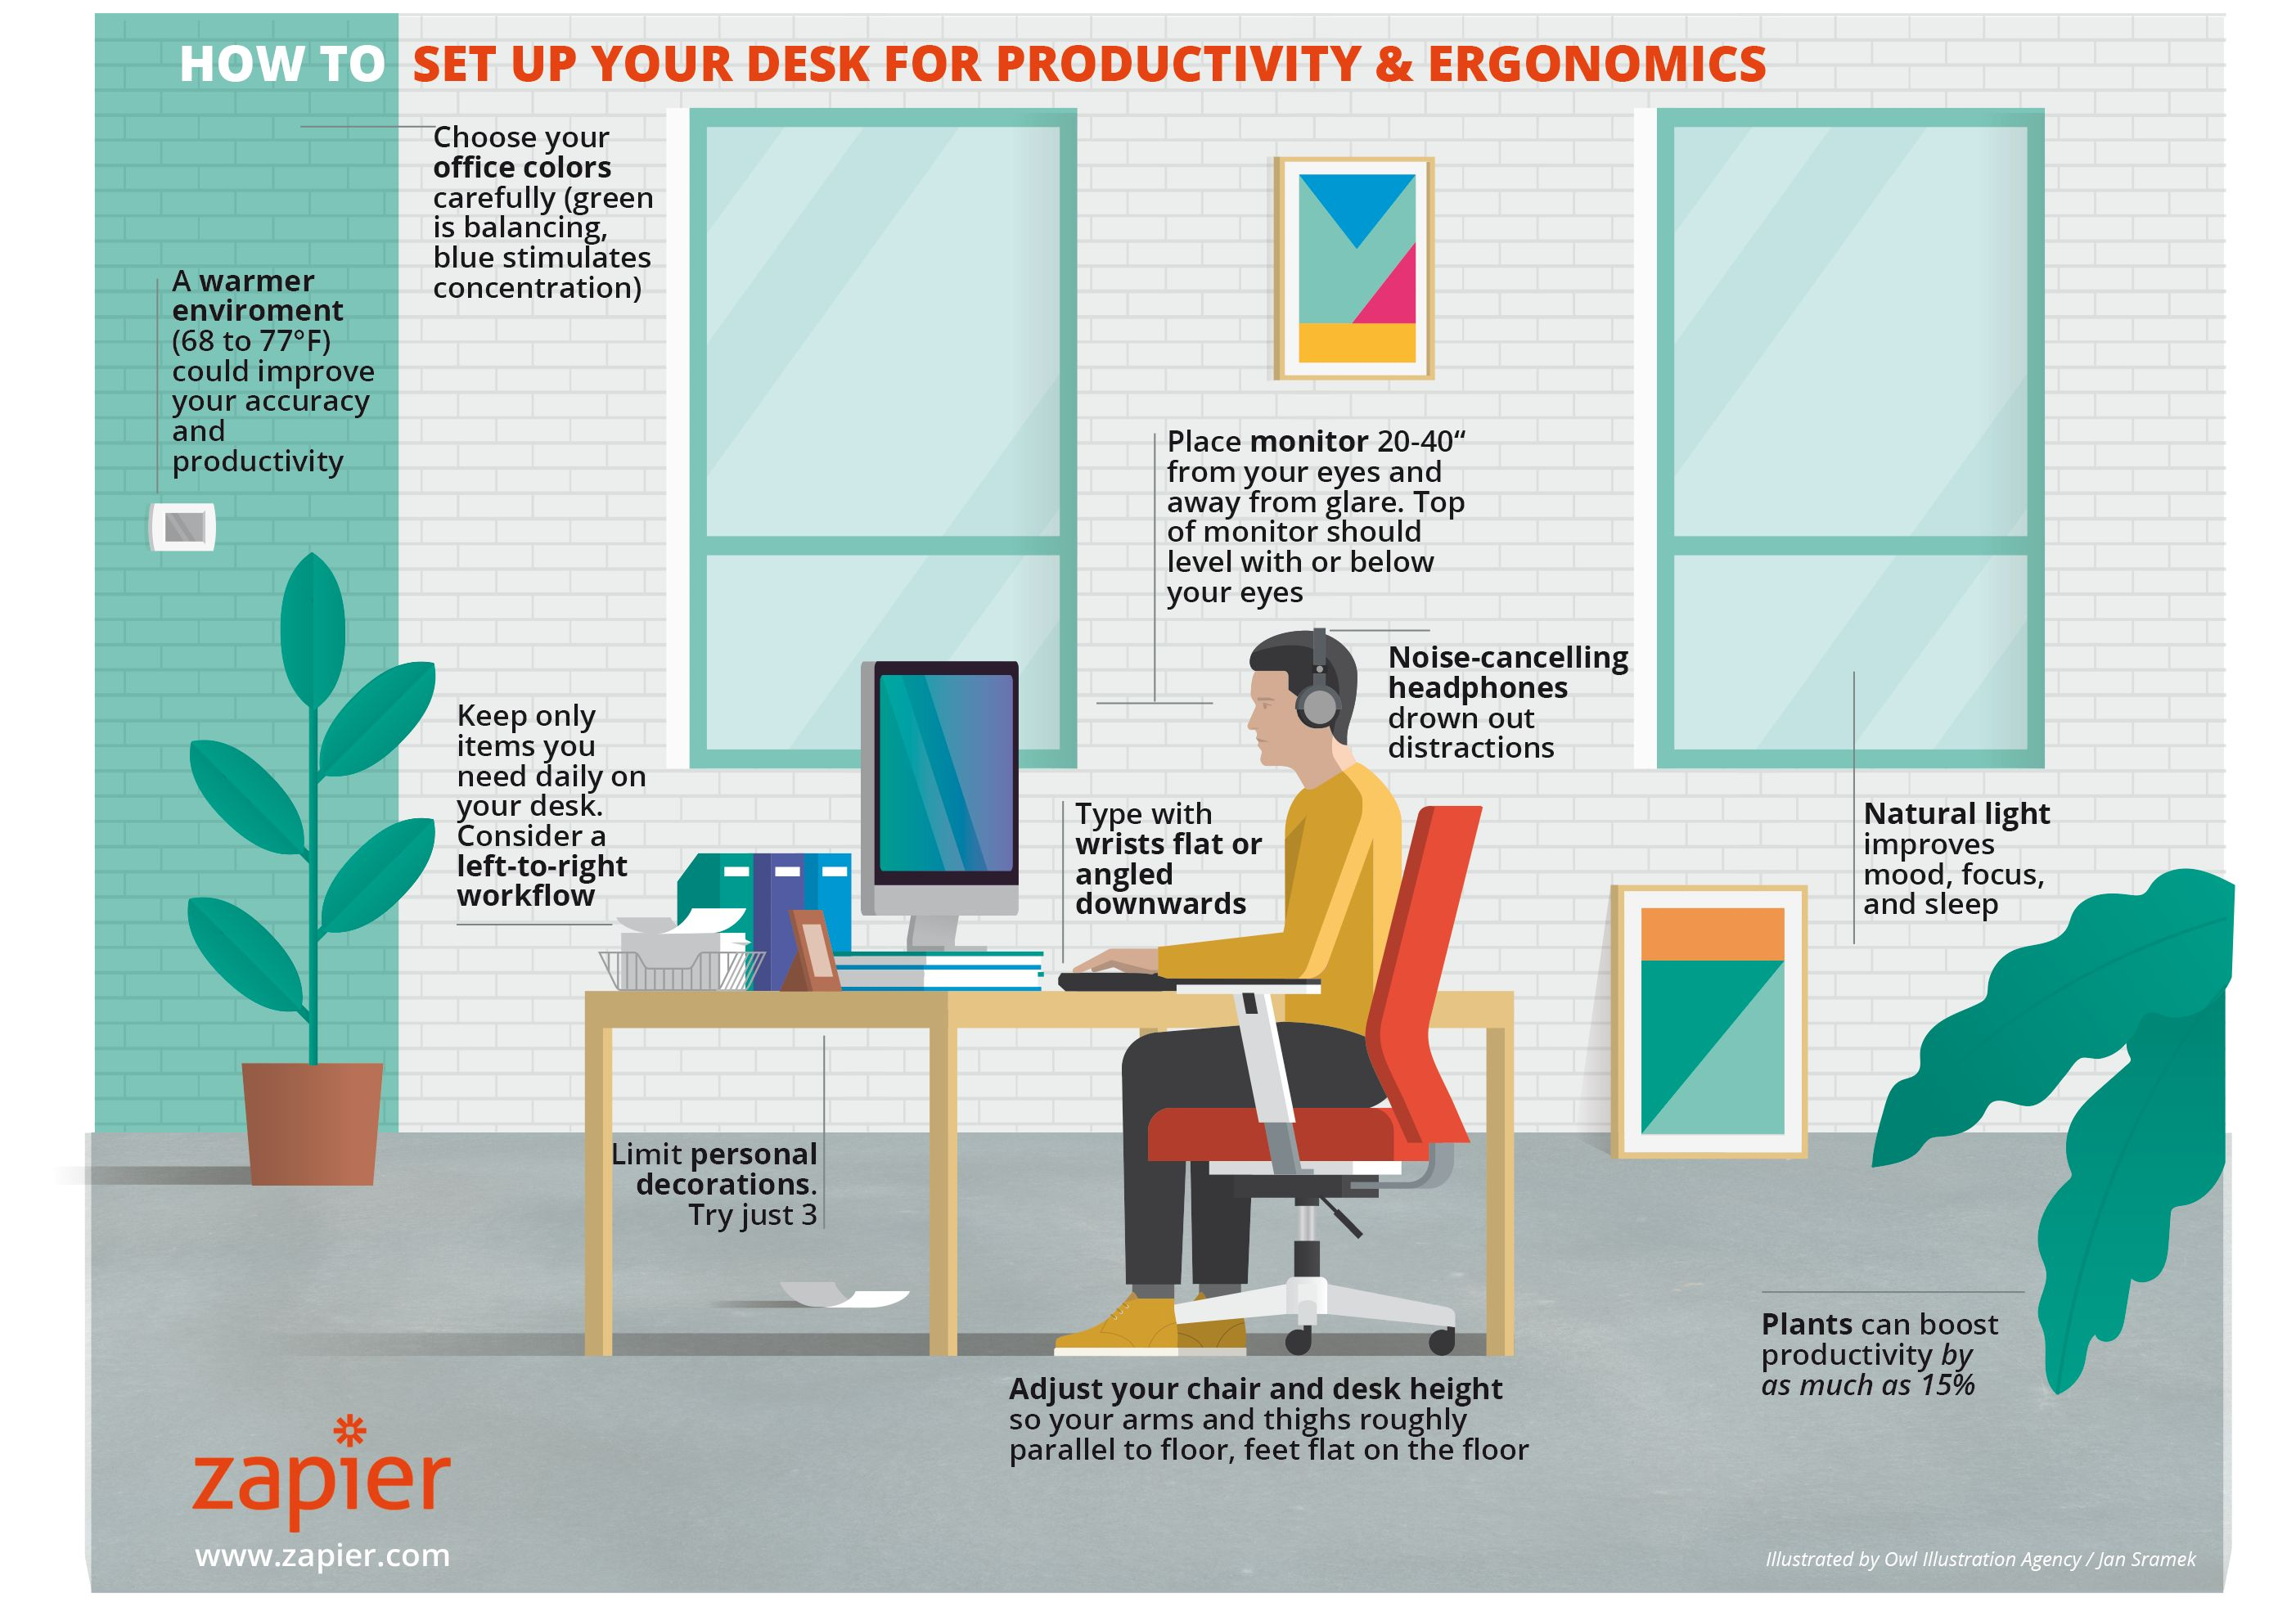 HOW TO SET UP YOUR DESK FOR PRODUCTIVITY & ERGONOMICS
Choose your
office colors
carefully (green
is balancing,
blue stimulates
concentration)
A warmer
enviroment
(68 to 77°F)
could improve
your accuracy
and
productivity
Place monitor 20-40“
from your eyes and
away from glare. Top
of monitor should
level with or below
your eyes
Noise-cancelling
headphones
drown out
distractions
Keep only
items you
need daily on
your desk.
Consider a
left-to-right
workflow
Type with
wrists flat or
angled
downwards
Natural light
improves
mood, focus,
and sleep
Limit personal
decorations.
Try just 3
Plants can boost
productivity by
as much as 15%
Adjust your chair and desk height
so your arms and thighs roughly
parallel to floor, feet flat on the floor
zapier
www.zapier.com
Illustrated by Owl Illustration Agency / Jan Sramek